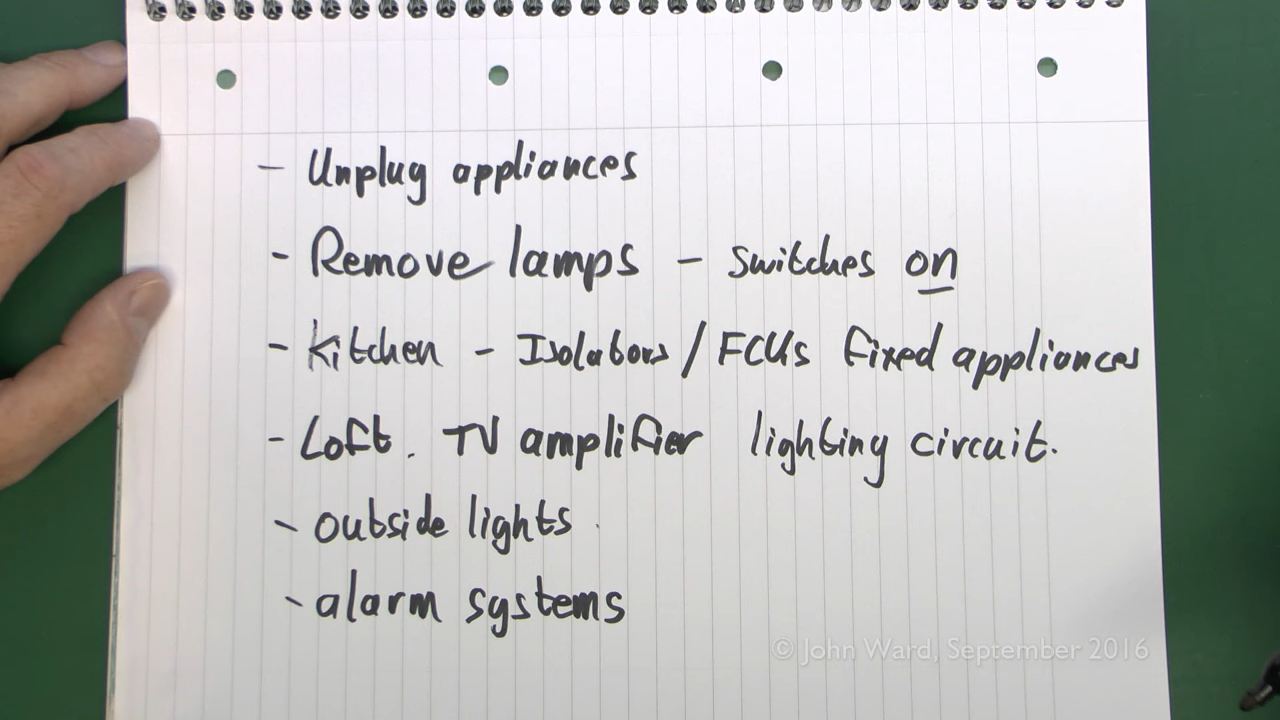 - Unplug appliances
- Remove lamps - switches on
- Kitchen - Isolators / FCUs fixed appliances
- Loft. TV amplifier lighting circuit.
- outside lights.
- alarm systems
© John Ward, September 2016